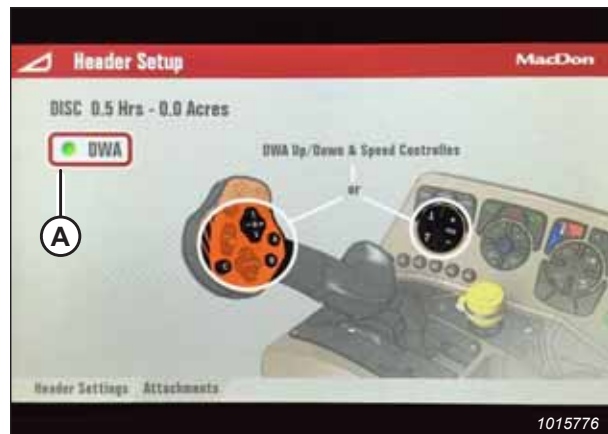 Header Setup
MacDon
DISC 0.5 Hrs - 0.0 Acres
DWA
DWA Up/Down & Speed Controlles
or
A
Header Settings Attachments
1015776